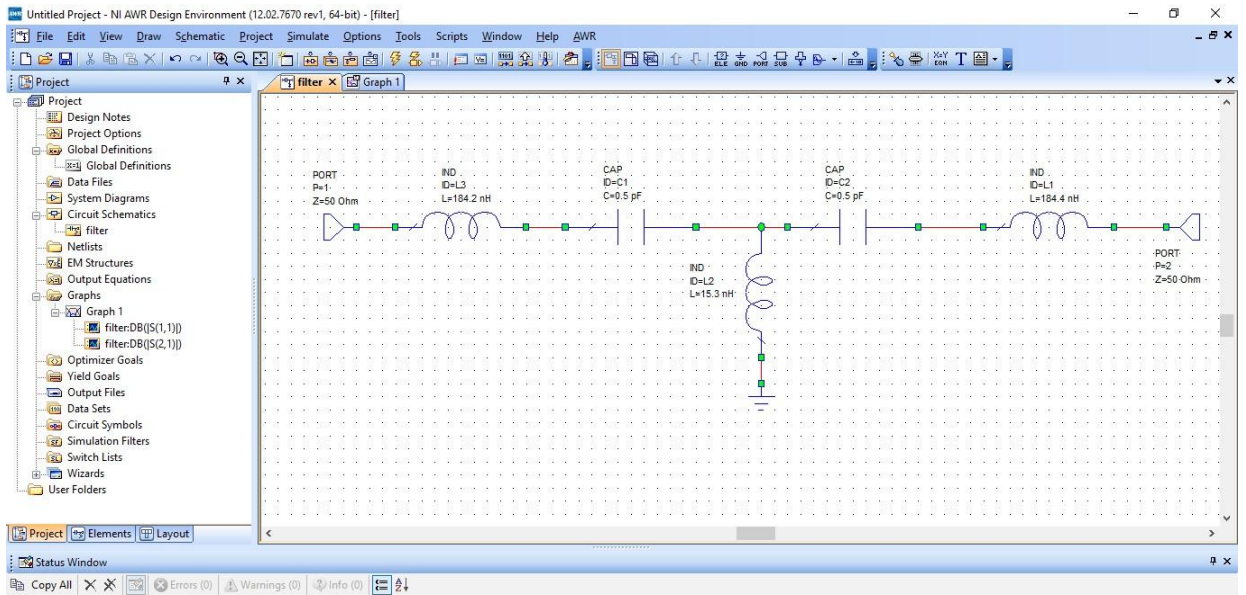 Untitled Project - NI AWR Design Environment (12.02.7670 rev1, 64-bit) - [filter]
File Edit View Draw Schematic Project Simulate Options Tools Scripts Window Help AWR
Project
filter
Graph 1
Project
Design Notes
Project Options
Global Definitions
Global Definitions
Data Files
System Diagrams
Circuit Schematics
filter
Netlists
EM Structures
Output Equations
Graphs
Graph 1
filter:DB(|S(1,1)|)
filter:DB(|S(2,1)|)
Optimizer Goals
Yield Goals
Output Files
Data Sets
Circuit Symbols
Simulation Filters
Switch Lists
Wizards
User Folders
PORT
P=1
Z=50 Ohm
IND
ID=L3
L=184.2 nH
CAP
ID=C1
C=0.5 pF
CAP
ID=C2
C=0.5 pF
IND
ID=L1
L=184.4 nH
IND
ID=L2
L=15.3 nH
PORT
P=2
Z=50 Ohm
Project Elements Layout
Status Window
Copy All Errors (0) Warnings (0) Info (0)